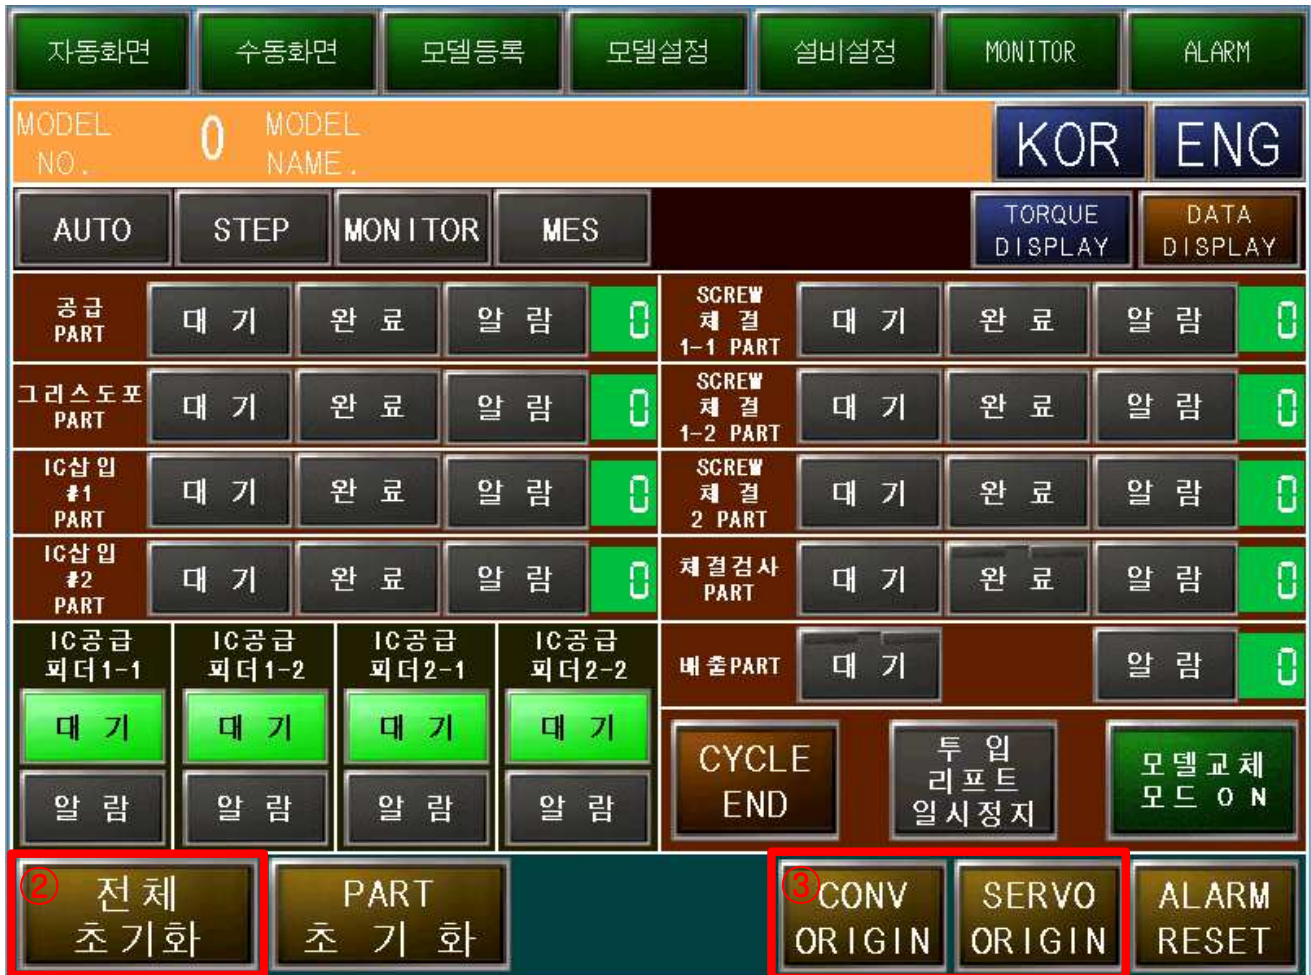 자동화면
수동화면
모델등록
모델설정
설비설정
MONITOR
ALARM
MODEL
NO.
0
MODEL
NAME.
KOR
ENG
AUTO
STEP
MONITOR
MES
TORQUE
DISPLAY
DATA
DISPLAY
공급
PART
대 기
완 료
알 람
0
SCREW
체 결
1-1 PART
대 기
완 료
알 람
0
그리스도포
PART
대 기
완 료
알 람
0
SCREW
체 결
1-2 PART
대 기
완 료
알 람
0
IC삽입
#1
PART
대 기
완 료
알 람
0
SCREW
체 결
2 PART
대 기
완 료
알 람
0
IC삽입
#2
PART
대 기
완 료
알 람
0
체결검사
PART
대 기
완 료
알 람
0
IC공급
피더1-1
IC공급
피더1-2
IC공급
피더2-1
IC공급
피더2-2
대 기
대 기
대 기
대 기
알 람
알 람
알 람
알 람
배출PART
대 기
알 람
0
CYCLE
END
투 입
리프트
일시정지
모델교체
모드 ON
②
전체
초기화
PART
초 기 화
③
CONV
ORIGIN
SERVO
ORIGIN
ALARM
RESET